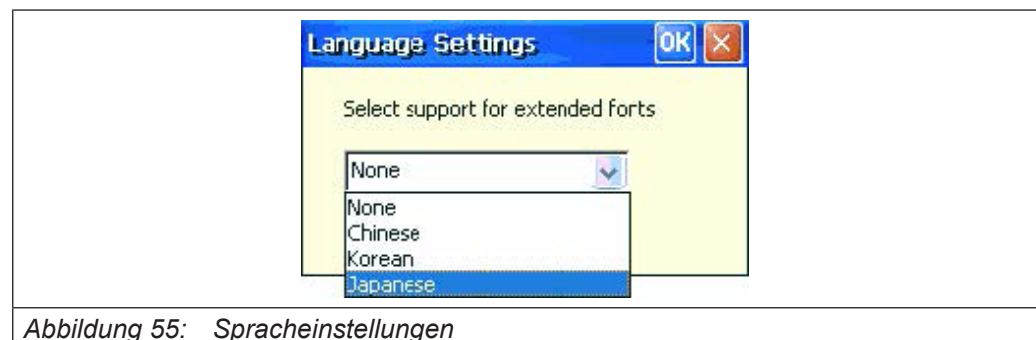 Language Settings OK
Select support for extended forts
None
None
Chinese
Korean
Japanese
Abbildung 55: Spracheinstellungen